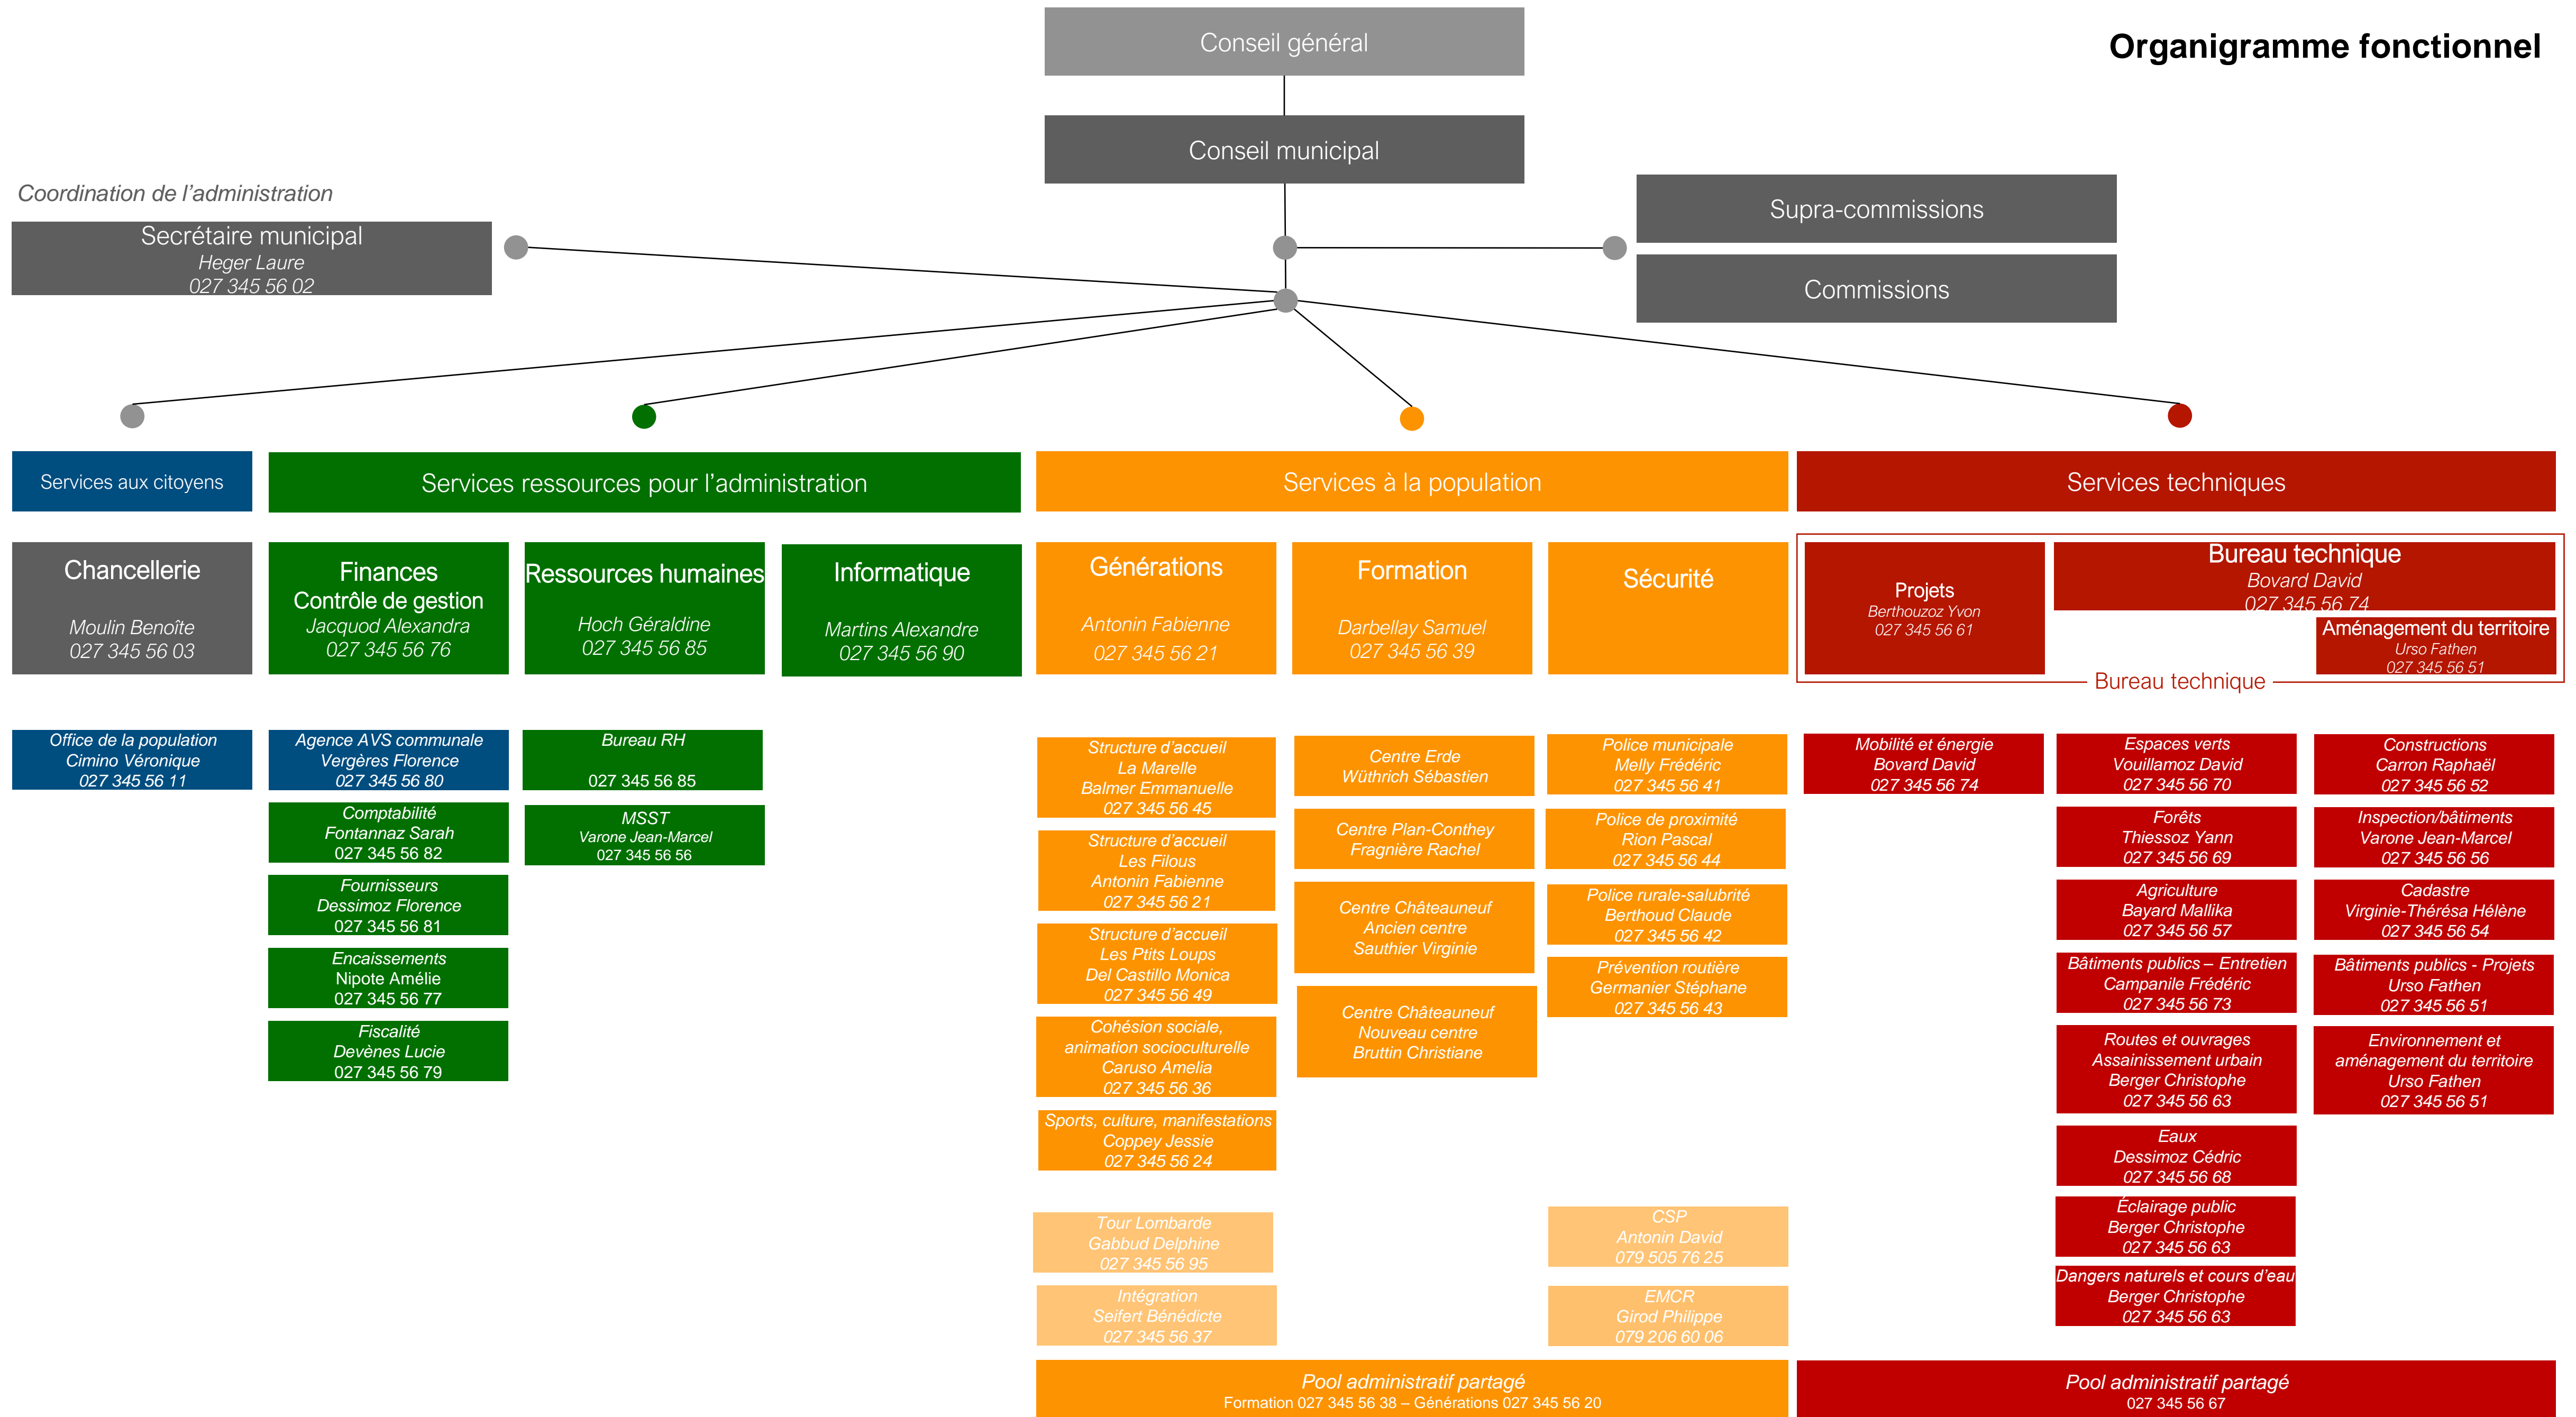 Organigramme fonctionnel
Conseil général
Conseil municipal
Coordination de l’administration
Secrétaire municipal
Heger Laure
027 345 56 02
Supra-commissions
Commissions
Services aux citoyens
Services ressources pour l’administration
Services à la population
Services techniques
Chancellerie
Moulin Benoîte
027 345 56 03
Finances
Contrôle de gestion
Jacquod Alexandra
027 345 56 76
Ressources humaines
Hoch Géraldine
027 345 56 85
Informatique
Martins Alexandre
027 345 56 90
Générations
Antonin Fabienne
027 345 56 21
Formation
Darbellay Samuel
027 345 56 39
Sécurité
Projets
Berthouzoz Yvon
027 345 56 61
Bureau technique
Bovard David
027 345 56 74
Aménagement du territoire
Urso Fathen
027 345 56 51
Bureau technique
Office de la population
Cimino Véronique
027 345 56 11
Agence AVS communale
Vergères Florence
027 345 56 80
Comptabilité
Fontannaz Sarah
027 345 56 82
Fournisseurs
Dessimoz Florence
027 345 56 81
Encaissements
Nipote Amélie
027 345 56 77
Fiscalité
Devènes Lucie
027 345 56 79
Bureau RH
027 345 56 85
MSST
Varone Jean-Marcel
027 345 56 56
Structure d’accueil
La Marelle
Balmer Emmanuelle
027 345 56 45
Structure d’accueil
Les Filous
Antonin Fabienne
027 345 56 21
Structure d’accueil
Les Ptits Loups
Del Castillo Monica
027 345 56 49
Cohésion sociale,
animation socioculturelle
Caruso Amelia
027 345 56 36
Sports, culture, manifestations
Coppey Jessie
027 345 56 24
Tour Lombarde
Gabbud Delphine
027 345 56 95
Intégration
Seifert Bénédicte
027 345 56 37
Centre Erde
Wüthrich Sébastien
Centre Plan-Conthey
Fragnière Rachel
Centre Châteauneuf
Ancien centre
Sauthier Virginie
Centre Châteauneuf
Nouveau centre
Bruttin Christiane
Police municipale
Melly Frédéric
027 345 56 41
Police de proximité
Rion Pascal
027 345 56 44
Police rurale-salubrité
Berthoud Claude
027 345 56 42
Prévention routière
Germanier Stéphane
027 345 56 43
CSP
Antonin David
079 505 76 25
EMCR
Girod Philippe
079 206 60 06
Mobilité et énergie
Bovard David
027 345 56 74
Espaces verts
Vouillamoz David
027 345 56 70
Forêts
Thiessoz Yann
027 345 56 69
Agriculture
Bayard Mallika
027 345 56 57
Bâtiments publics – Entretien
Campanile Frédéric
027 345 56 73
Routes et ouvrages
Assainissement urbain
Berger Christophe
027 345 56 63
Eaux
Dessimoz Cédric
027 345 56 68
Éclairage public
Berger Christophe
027 345 56 63
Dangers naturels et cours d’eau
Berger Christophe
027 345 56 63
Constructions
Carron Raphaël
027 345 56 52
Inspection/bâtiments
Varone Jean-Marcel
027 345 56 56
Cadastre
Virginie-Thérésa Hélène
027 345 56 54
Bâtiments publics - Projets
Urso Fathen
027 345 56 51
Environnement et
aménagement du territoire
Urso Fathen
027 345 56 51
Pool administratif partagé
Formation 027 345 56 38 – Générations 027 345 56 20
Pool administratif partagé
027 345 56 67